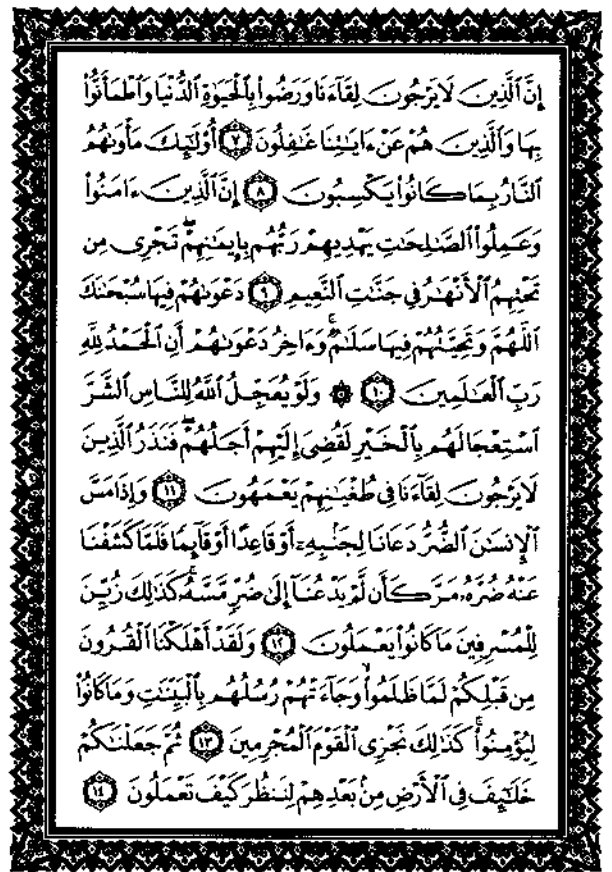 إِنَّ ٱلَّذِينَ لَا يَرْجُونَ لِقَآءَنَا وَرَضُوا۟ بِٱلْحَيَوٰةِ ٱلدُّنْيَا وَٱطْمَأَنُّوا۟
بِهَا وَٱلَّذِينَ هُمْ عَنْ ءَايَٰتِنَا غَٰفِلُونَ ٧ أُو۟لَٰٓئِكَ مَأْوَىٰهُمُ
ٱلنَّارُ بِمَا كَانُوا۟ يَكْسِبُونَ ٨ إِنَّ ٱلَّذِينَ ءَامَنُوا۟
وَعَمِلُوا۟ ٱلصَّٰلِحَٰتِ يَهْدِيهِمْ رَبُّهُم بِإِيمَٰنِهِمْ ۖ تَجْرِى مِن
تَحْتِهِمُ ٱلْأَنْهَٰرُ فِى جَنَّٰتِ ٱلنَّعِيمِ ٩ دَعْوَىٰهُمْ فِيهَا سُبْحَٰنَكَ
ٱللَّهُمَّ وَتَحِيَّتُهُمْ فِيهَا سَلَٰمٌ ۚ وَءَاخِرُ دَعْوَىٰهُمْ أَنِ ٱلْحَمْدُ لِلَّهِ
رَبِّ ٱلْعَٰلَمِينَ ١٠ ۞ وَلَوْ يُعَجِّلُ ٱللَّهُ لِلنَّاسِ ٱلشَّرَّ
ٱسْتِعْجَالَهُم بِٱلْخَيْرِ لَقُضِىَ إِلَيْهِمْ أَجَلُهُمْ ۖ فَنَذَرُ ٱلَّذِينَ
لَا يَرْجُونَ لِقَآءَنَا فِى طُغْيَٰنِهِمْ يَعْمَهُونَ ١١ وَإِذَا مَسَّ
ٱلْإِنسَٰنَ ٱلضُّرُّ دَعَانَا لِجَنۢبِهِۦٓ أَوْ قَاعِدًا أَوْ قَآئِمًا فَلَمَّا كَشَفْنَا
عَنْهُ ضُرَّهُۥ مَرَّ كَأَن لَّمْ يَدْعُنَآ إِلَىٰ ضُرٍّ مَّسَّهُۥ ۚ كَذَٰلِكَ زُيِّنَ
لِلْمُسْرِفِينَ مَا كَانُوا۟ يَعْمَلُونَ ١٢ وَلَقَدْ أَهْلَكْنَا ٱلْقُرُونَ
مِن قَبْلِكُمْ لَمَّا ظَلَمُوا۟ ۙ وَجَآءَتْهُمْ رُسُلُهُم بِٱلْبَيِّنَٰتِ وَمَا كَانُوا۟
لِيُؤْمِنُوا۟ ۚ كَذَٰلِكَ نَجْزِى ٱلْقَوْمَ ٱلْمُجْرِمِينَ ١٣ ثُمَّ جَعَلْنَٰكُمْ
خَلَٰٓئِفَ فِى ٱلْأَرْضِ مِنۢ بَعْدِهِمْ لِنَنظُرَ كَيْفَ تَعْمَلُونَ ١٤